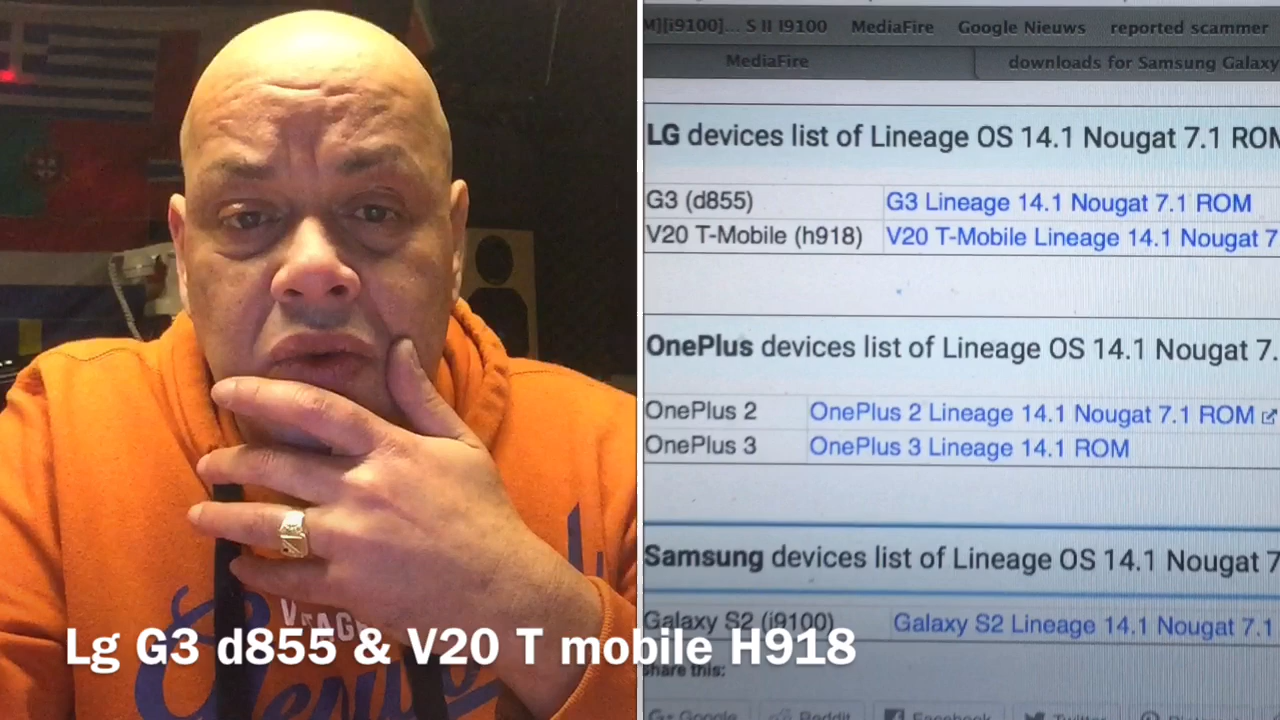 M][i9100]... S II I9100 MediaFire Google Nieuws reported scammer
MediaFire downloads for Samsung Galaxy
LG devices list of Lineage OS 14.1 Nougat 7.1 ROM
G3 (d855) G3 Lineage 14.1 Nougat 7.1 ROM
V20 T-Mobile (h918) V20 T-Mobile Lineage 14.1 Nougat 7
OnePlus devices list of Lineage OS 14.1 Nougat 7.
OnePlus 2 OnePlus 2 Lineage 14.1 Nougat 7.1 ROM
OnePlus 3 OnePlus 3 Lineage 14.1 ROM
Samsung devices list of Lineage OS 14.1 Nougat 7
Galaxy S2 (i9100) Galaxy S2 Lineage 14.1 Nougat 7.1
Lg G3 d855 & V20 T mobile H918
share this:
Google Reddit Facebook Twitter